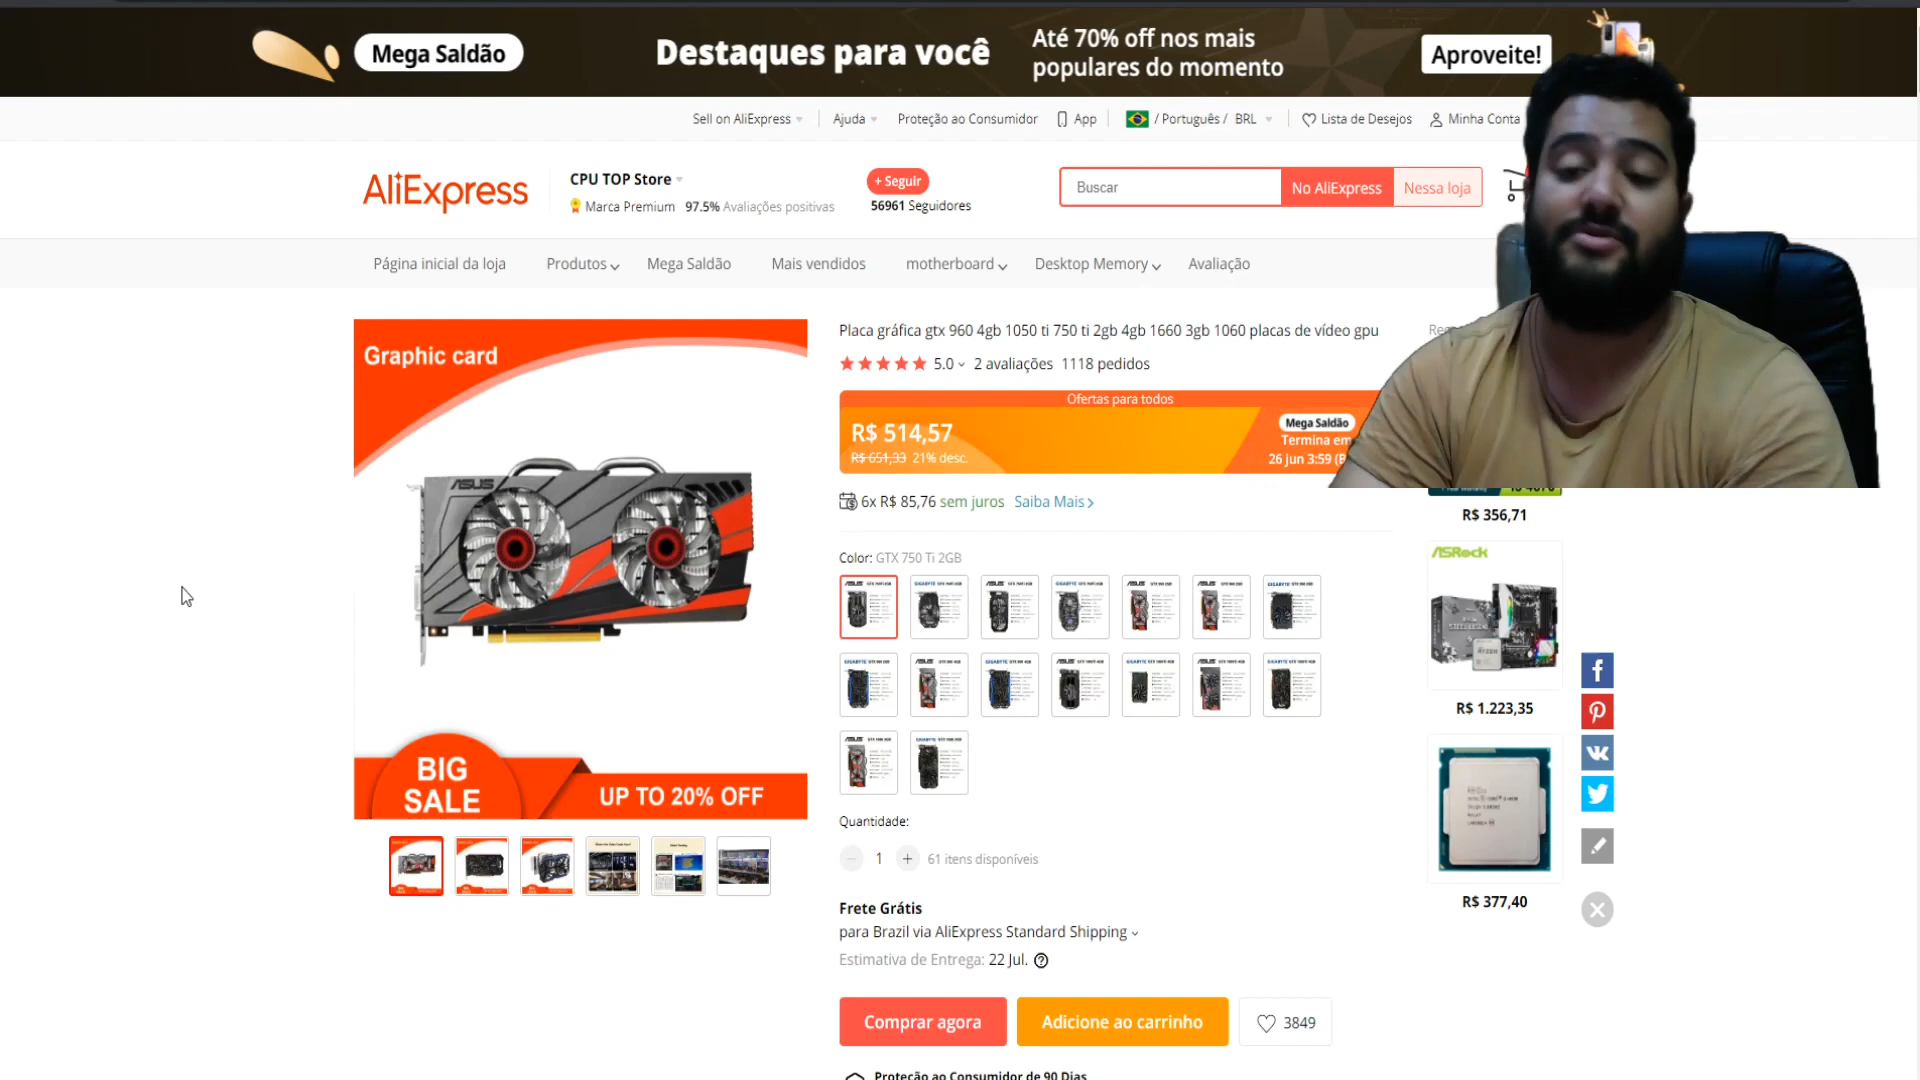 Mega Saldão
Destaques para você
Até 70% off nos mais
populares do momento
Aproveite!
Sell on AliExpress
Ajuda
Proteção ao Consumidor
App
/ Português / BRL
Lista de Desejos
Minha Conta
AliExpress
CPU TOP Store
Marca Premium 97.5% Avaliações positivas
+ Seguir
56961 Seguidores
Buscar
No AliExpress
Nessa loja
Página inicial da loja
Produtos
Mega Saldão
Mais vendidos
motherboard
Desktop Memory
Avaliação
Graphic card
ASUS
BIG
SALE
UP TO 20% OFF
Placa gráfica gtx 960 4gb 1050 ti 750 ti 2gb 4gb 1660 3gb 1060 placas de vídeo gpu
5.0 2 avaliações 1118 pedidos
Ofertas para todos
R$ 514,57
R$ 651,33 21% desc.
Mega Saldão
Termina em
26 jun 3:59 (B
6x R$ 85,76 sem juros Saiba Mais
Color: GTX 750 Ti 2GB
Quantidade:
1
61 itens disponíveis
Frete Grátis
para Brazil via AliExpress Standard Shipping
Estimativa de Entrega: 22 Jul.
Comprar agora
Adicione ao carrinho
3849
Proteção ao Consumidor de 90 Dias
R$ 356,71
ASRock
R$ 1.223,35
R$ 377,40